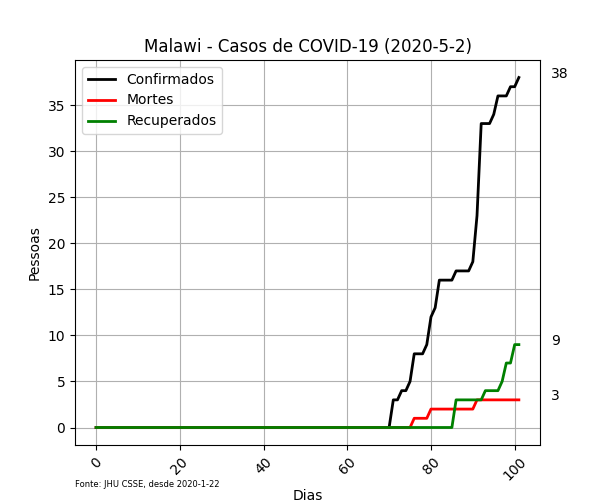 Malawi - Casos de COVID-19 (2020-5-2)
Confirmados
Mortes
Recuperados
38
9
3
35
30
25
20
15
10
5
0
Pessoas
0 20 40 60 80 100
Fonte: JHU CSSE, desde 2020-1-22
Dias